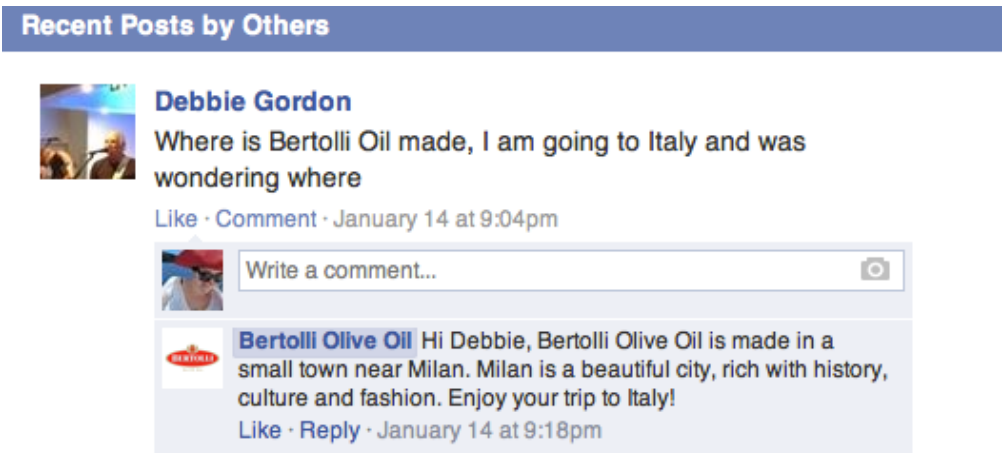 Recent Posts by Others
Debbie Gordon
Where is Bertolli Oil made, I am going to Italy and was
wondering where
Like · Comment · January 14 at 9:04pm
Write a comment...
BERTOLLI
Bertolli Olive Oil Hi Debbie, Bertolli Olive Oil is made in a
small town near Milan. Milan is a beautiful city, rich with history,
culture and fashion. Enjoy your trip to Italy!
Like · Reply · January 14 at 9:18pm